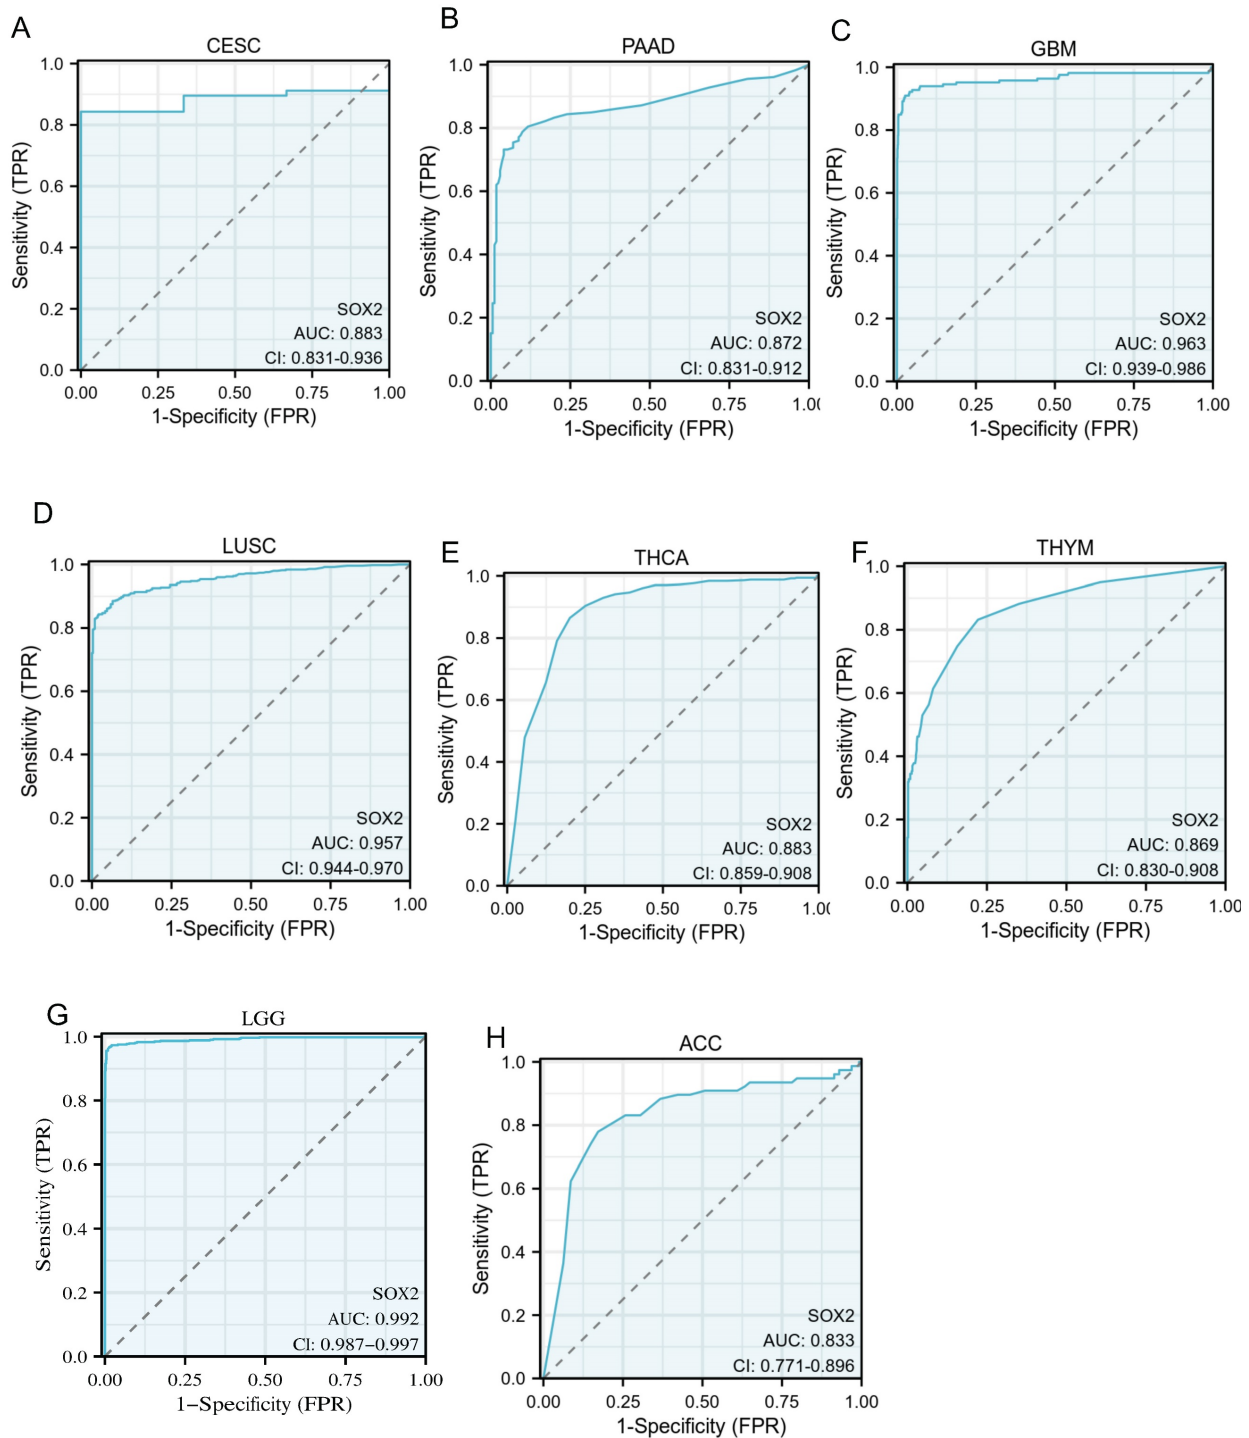 A
CESC
Sensitivity (TPR)
1.0
0.8
0.6
0.4
0.2
0.0
SOX2
AUC: 0.883
CI: 0.831-0.936
0.00 0.25 0.50 0.75 1.00
1-Specificity (FPR)
B
PAAD
Sensitivity (TPR)
1.0
0.8
0.6
0.4
0.2
0.0
SOX2
AUC: 0.872
CI: 0.831-0.912
0.00 0.25 0.50 0.75 1.0
1-Specificity (FPR)
C
GBM
Sensitivity (TPR)
1.0
0.8
0.6
0.4
0.2
0.0
SOX2
AUC: 0.963
CI: 0.939-0.986
0.00 0.25 0.50 0.75 1.00
1-Specificity (FPR)
D
LUSC
Sensitivity (TPR)
1.0
0.8
0.6
0.4
0.2
0.0
SOX2
AUC: 0.957
CI: 0.944-0.970
0.00 0.25 0.50 0.75 1.00
1-Specificity (FPR)
E
THCA
Sensitivity (TPR)
1.0
0.8
0.6
0.4
0.2
0.0
SOX2
AUC: 0.883
CI: 0.859-0.908
0.00 0.25 0.50 0.75 1.0
1-Specificity (FPR)
F
THYM
Sensitivity (TPR)
1.0
0.8
0.6
0.4
0.2
0.0
SOX2
AUC: 0.869
CI: 0.830-0.908
0.00 0.25 0.50 0.75 1.00
1-Specificity (FPR)
G
LGG
Sensitivity (TPR)
1.0
0.8
0.6
0.4
0.2
0.0
SOX2
AUC: 0.992
CI: 0.987−0.997
0.00 0.25 0.50 0.75 1.00
1−Specificity (FPR)
H
ACC
Sensitivity (TPR)
1.0
0.8
0.6
0.4
0.2
0.0
SOX2
AUC: 0.833
CI: 0.771-0.896
0.00 0.25 0.50 0.75 1.00
1-Specificity (FPR)